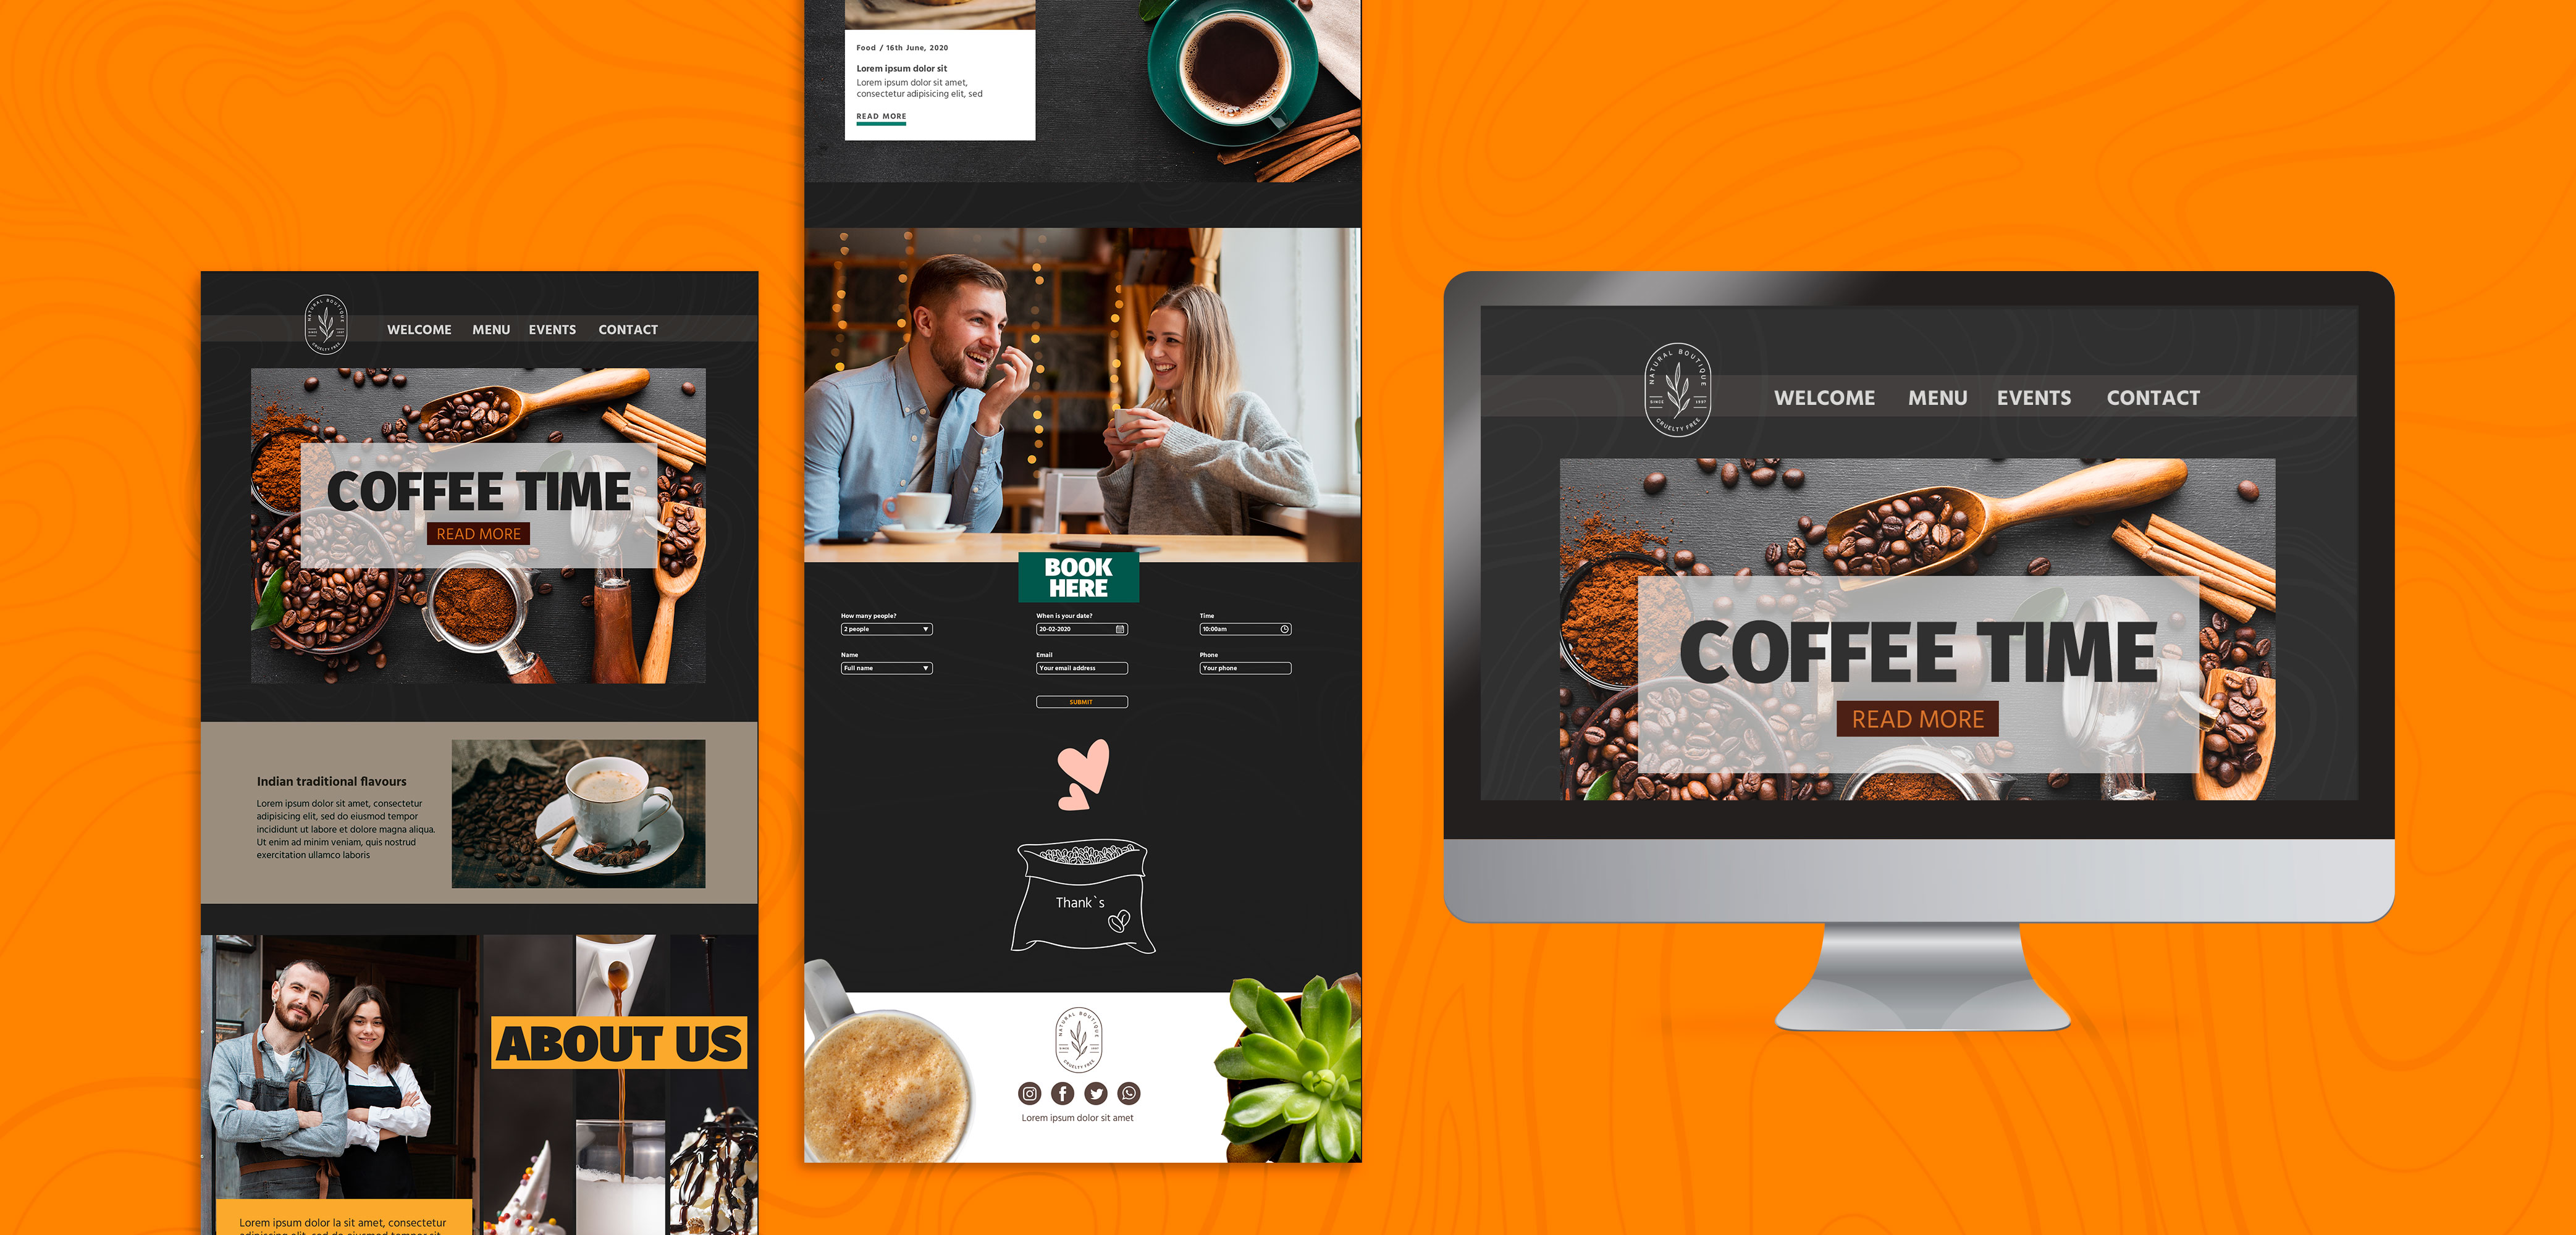 NATURAL BOUTIQUE
SINCE 1997
CRUELTY FREE
WELCOME MENU EVENTS CONTACT
COFFEE TIME
READ MORE
Indian traditional flavours
Lorem ipsum dolor sit amet, consectetur
adipisicing elit, sed do eiusmod tempor
incididunt ut labore et dolore magna aliqua.
Ut enim ad minim veniam, quis nostrud
exercitation ullamco laboris
ABOUT US
Lorem ipsum dolor la sit amet, consectetur
Food / 16th June, 2020
Lorem ipsum dolor sit
Lorem ipsum dolor sit amet,
consectetur adipisicing elit, sed
READ MORE
BOOK
HERE
How many people? When is your date? Time
2 people 20-02-2020 10:00am
Name Email Phone
Full name Your email address Your phone
SUBMIT
Thank`s
NATURAL BOUTIQUE
SINCE 1997
CRUELTY FREE
Lorem ipsum dolor sit amet
NATURAL BOUTIQUE
SINCE 1997
CRUELTY FREE
WELCOME MENU EVENTS CONTACT
COFFEE TIME
READ MORE